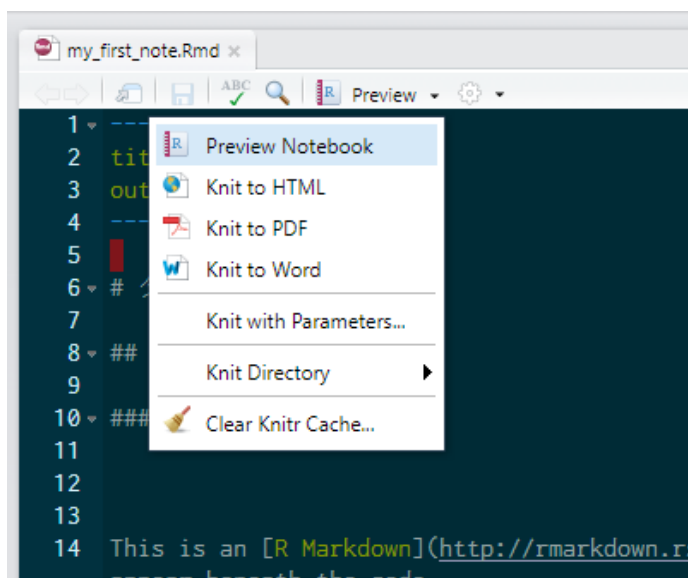 my_first_note.Rmd ×
ABC R Preview
1 ---
R Preview Notebook
2 tit
3 out
Knit to HTML
4 ---
Knit to PDF
5
W Knit to Word
6 #
7
Knit with Parameters...
8 ##
Knit Directory
9
10 ###
Clear Knitr Cache...
11
12
13
14 This is an [R Markdown](http://rmarkdown.r